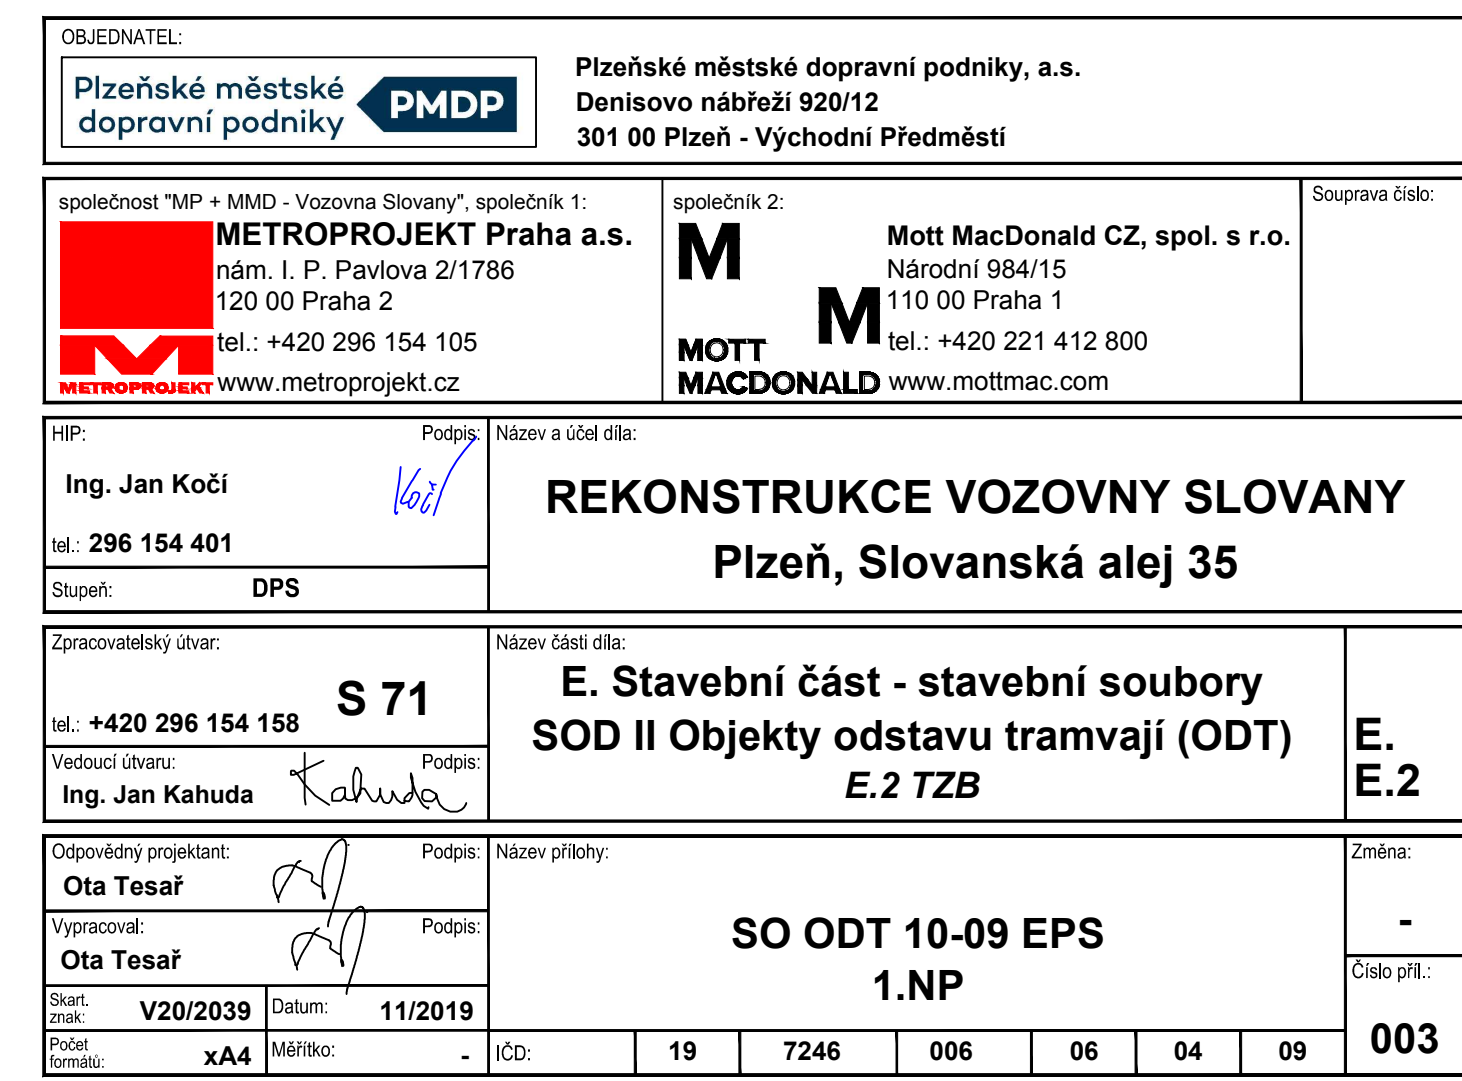 OBJEDNATEL:
Plzeňské městské
dopravní podniky
PMDP
Plzeňské městské dopravní podniky, a.s.
Denisovo nábřeží 920/12
301 00 Plzeň - Východní Předměstí
společnost "MP + MMD - Vozovna Slovany", společník 1:
METROPROJEKT Praha a.s.
nám. I. P. Pavlova 2/1786
120 00 Praha 2
tel.: +420 296 154 105
www.metroprojekt.cz
METROPROJEKT
společník 2:
M
M
MOTT
MACDONALD
Mott MacDonald CZ, spol. s r.o.
Národní 984/15
110 00 Praha 1
tel.: +420 221 412 800
www.mottmac.com
Souprava číslo:
HIP:
Podpis:
Ing. Jan Kočí
Kočí
tel.: 296 154 401
Stupeň:
DPS
Název a účel díla:
REKONSTRUKCE VOZOVNY SLOVANY
Plzeň, Slovanská alej 35
Zpracovatelský útvar:
S 71
tel.: +420 296 154 158
Vedoucí útvaru:
Podpis:
Ing. Jan Kahuda
Kahuda
Název části díla:
E. Stavební část - stavební soubory
SOD II Objekty odstavu tramvají (ODT)
E.2 TZB
E.
E.2
Odpovědný projektant:
Podpis:
Ota Tesař
Vypracoval:
Podpis:
Ota Tesař
Skart.
znak:
V20/2039
Datum:
11/2019
Počet
formátů:
xA4
Měřítko:
-
Název přílohy:
SO ODT 10-09 EPS
1.NP
IČD:
19
7246
006
06
04
09
Změna:
-
Číslo příl.:
003